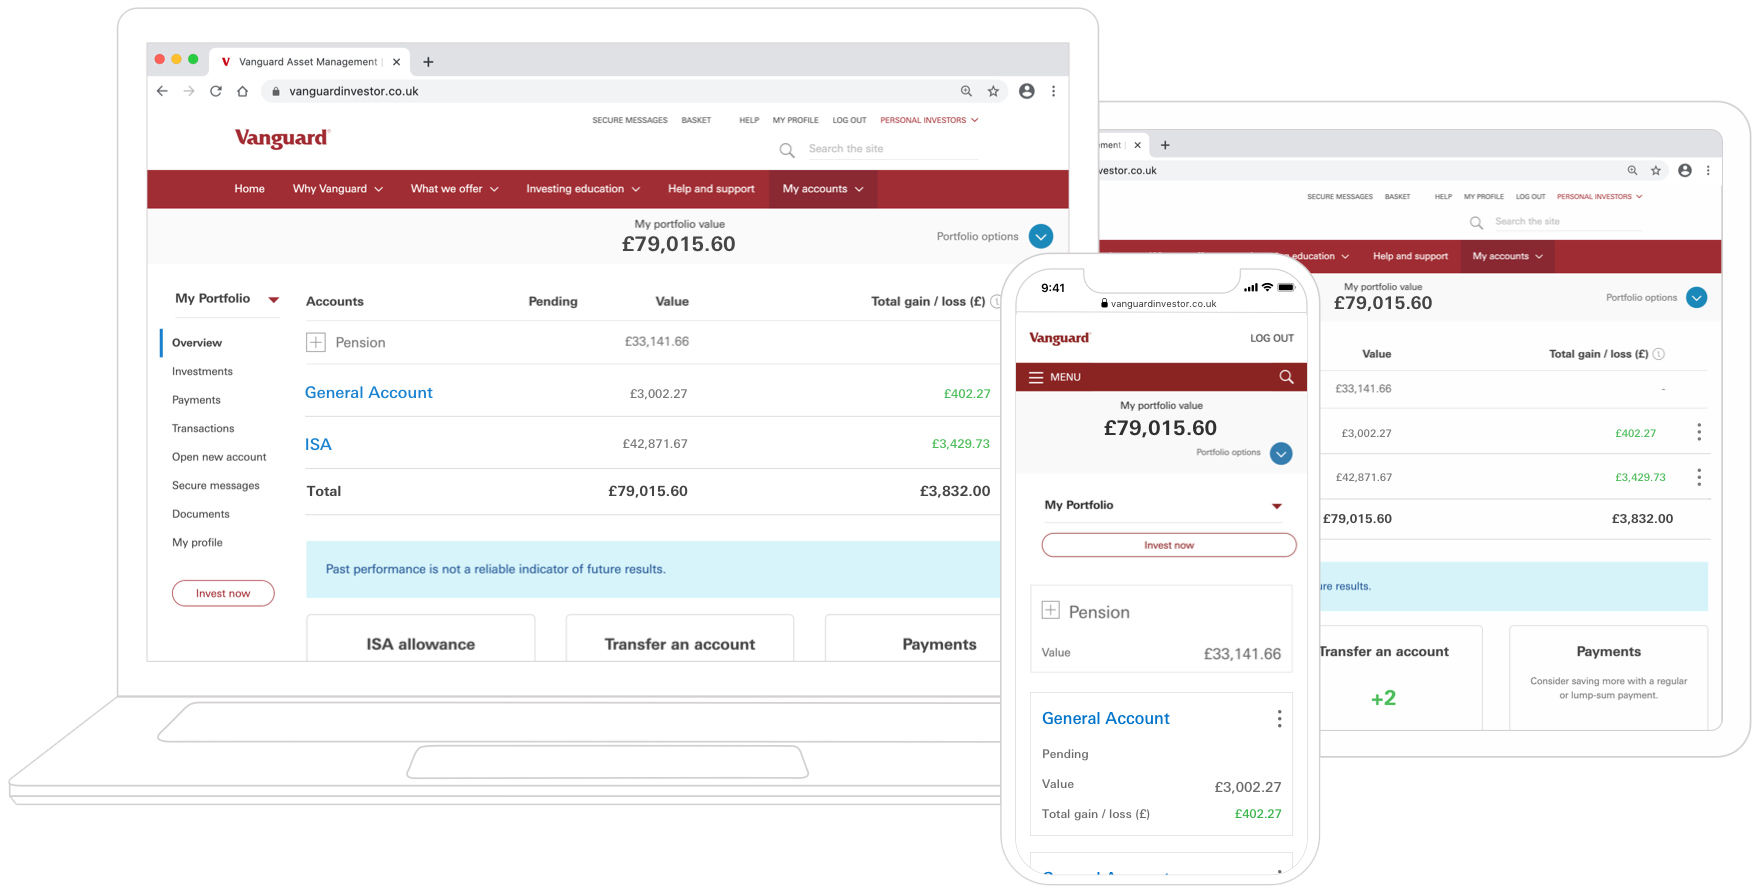 Vanguard Asset Management
vanguardinvestor.co.uk
SECURE MESSAGES BASKET HELP MY PROFILE LOG OUT PERSONAL INVESTORS
Vanguard
Search the site
Home Why Vanguard What we offer Investing education Help and support My accounts
My portfolio value
£79,015.60
Portfolio options
My Portfolio
Overview
Investments
Payments
Transactions
Open new account
Secure messages
Documents
My profile
Invest now
Accounts Pending Value Total gain / loss (£)
Pension £33,141.66
General Account £3,002.27 £402.27
ISA £42,871.67 £3,429.73
Total £79,015.60 £3,832.00
Past performance is not a reliable indicator of future results.
ISA allowance Transfer an account Payments
9:41
vanguardinvestor.co.uk
Vanguard LOG OUT
MENU
My portfolio value
£79,015.60
Portfolio options
My Portfolio
Invest now
Pension
Value £33,141.66
General Account
Pending
Value £3,002.27
Total gain / loss (£) £402.27
ment
vestor.co.uk
SECURE MESSAGES BASKET HELP MY PROFILE LOG OUT PERSONAL INVESTORS
Search the site
education Help and support My accounts
My portfolio value
£79,015.60
Portfolio options
Value Total gain / loss (£)
£33,141.66 -
£3,002.27 £402.27
£42,871.67 £3,429.73
£79,015.60 £3,832.00
ure results.
Transfer an account
+2
Payments
Consider saving more with a regular
or lump-sum payment.